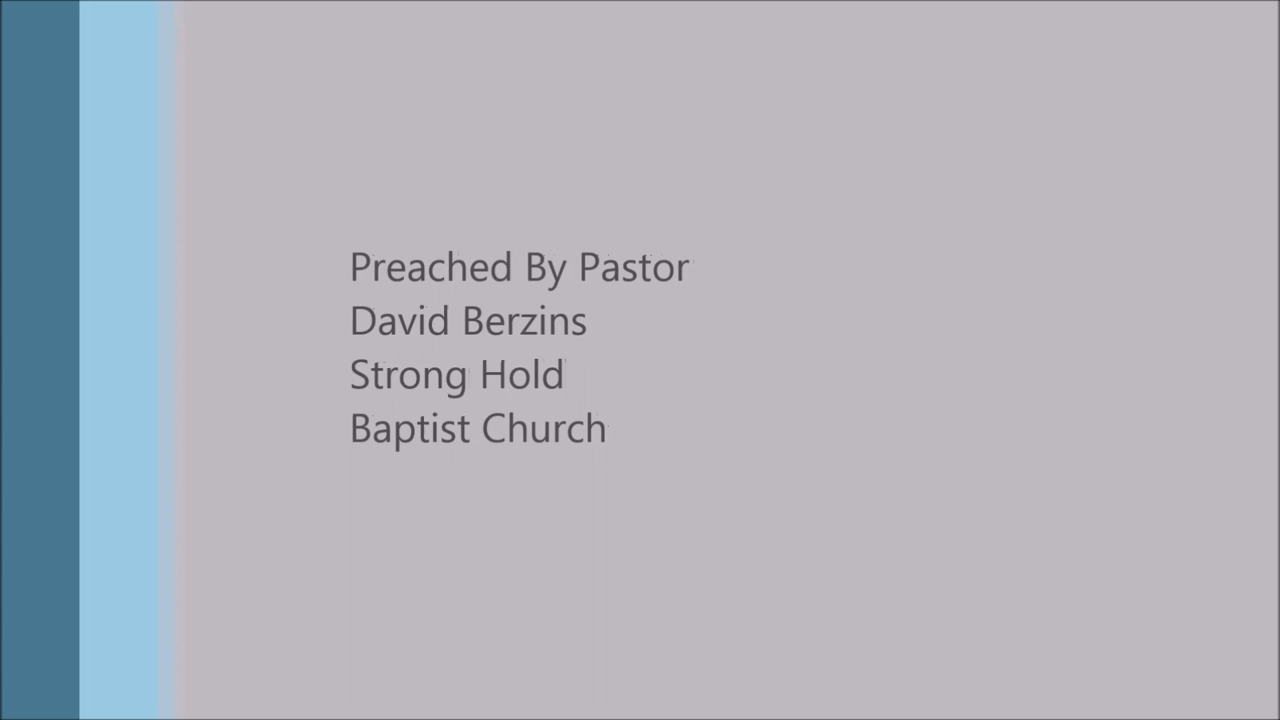 Preached By Pastor
David Berzins
Strong Hold
Baptist Church